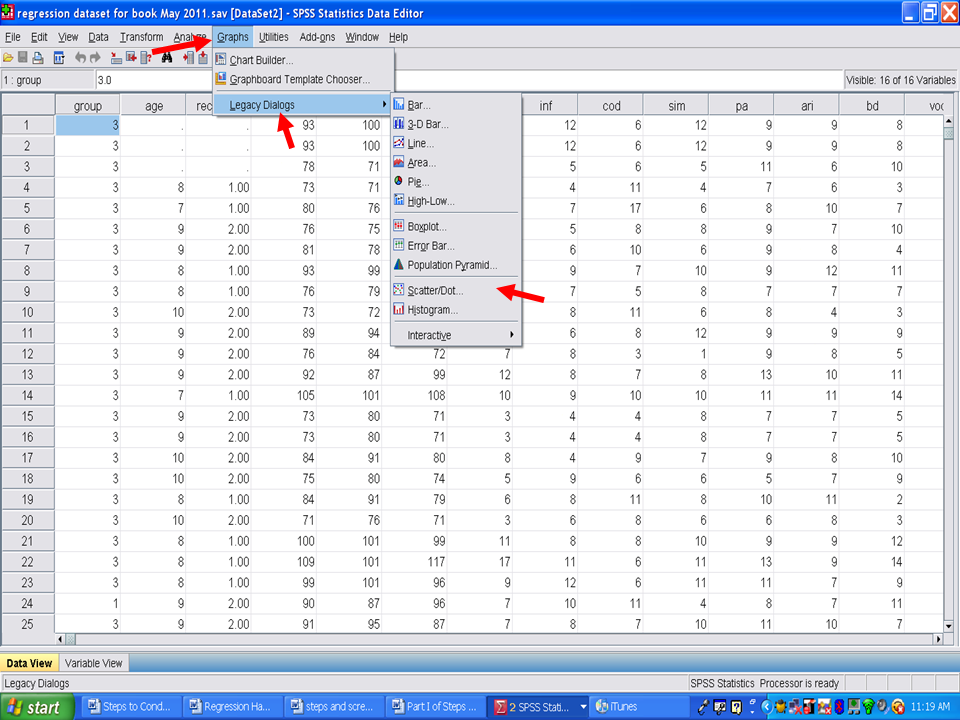 regression dataset for book May 2011.sav [DataSet2] - SPSS Statistics Data Editor
File Edit View Data Transform Graphs Utilities Add-ons Window Help
1 : group 3.0 Visible: 16 of 16 Variables
Chart Builder...
Graphboard Template Chooser...
Legacy Dialogs
Bar...
3-D Bar...
Line...
Area...
Pie...
High-Low...
Boxplot...
Error Bar...
Population Pyramid...
Scatter/Dot...
Histogram...
Interactive
group age rec inf cod sim pa ari bd voc
1 3 . . 93 100 12 6 12 9 9 8
2 3 . . 93 100 12 6 12 9 9 8
3 3 . . 78 71 5 6 5 11 6 10
4 3 8 1.00 73 71 4 11 4 7 6 3
5 3 7 1.00 80 76 7 17 6 8 10 7
6 3 9 2.00 76 75 5 8 8 9 7 10
7 3 9 2.00 81 78 6 10 6 9 8 4
8 3 8 1.00 93 99 9 7 10 9 12 11
9 3 8 1.00 76 79 7 5 8 7 7 7
10 3 10 2.00 73 72 8 11 6 8 4 3
11 3 9 2.00 89 94 6 8 12 9 9 9
12 3 9 2.00 76 84 72 7 8 3 1 9 8 5
13 3 9 2.00 92 87 99 12 8 7 8 13 10 11
14 3 7 1.00 105 101 108 10 9 10 10 11 11 14
15 3 9 2.00 73 80 71 3 4 4 8 7 7 5
16 3 9 2.00 73 80 71 3 4 4 8 7 7 5
17 3 10 2.00 84 91 80 8 4 9 7 9 8 10
18 3 10 2.00 75 80 74 5 9 6 6 5 7 9
19 3 8 1.00 84 91 79 6 8 11 8 10 11 2
20 3 10 2.00 71 76 71 3 6 8 6 6 8 3
21 3 8 1.00 100 101 99 11 8 8 10 9 9 12
22 3 8 1.00 109 101 117 17 11 6 11 13 9 14
23 3 8 1.00 99 101 96 9 12 6 11 11 7 9
24 1 9 2.00 90 87 96 7 10 11 4 8 7 11
25 3 9 2.00 91 95 87 7 8 7 10 11 10 7
Data View Variable View
Legacy Dialogs SPSS Statistics Processor is ready
start Steps to Cond... Regression Ha... steps and scre... Part I of Steps ... 2 SPSS Stati... iTunes 11:19 AM